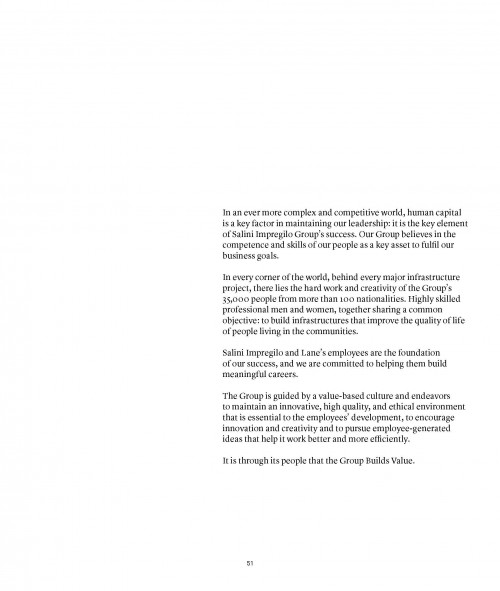 In an ever more complex and competitive world, human capital
is a key factor in maintaining our leadership: it is the key element
of Salini Impregilo Group's success. Our Group believes in the
competence and skills of our people as a key asset to fulfil our
business goals.
In every corner of the world, behind every major infrastructure
project, there lies the hard work and creativity of the Group's
35,000 people from more than 100 nationalities. Highly skilled
professional men and women, together sharing a common
objective: to build infrastructures that improve the quality of life
of people living in the communities.
Salini Impregilo and Lane's employees are the foundation
of our success, and we are committed to helping them build
meaningful careers.
The Group is guided by a value-based culture and endeavors
to maintain an innovative, high quality, and ethical environment
that is essential to the employees' development, to encourage
innovation and creativity and to pursue employee-generated
ideas that help it work better and more efficiently.
It is through its people that the Group Builds Value.
51